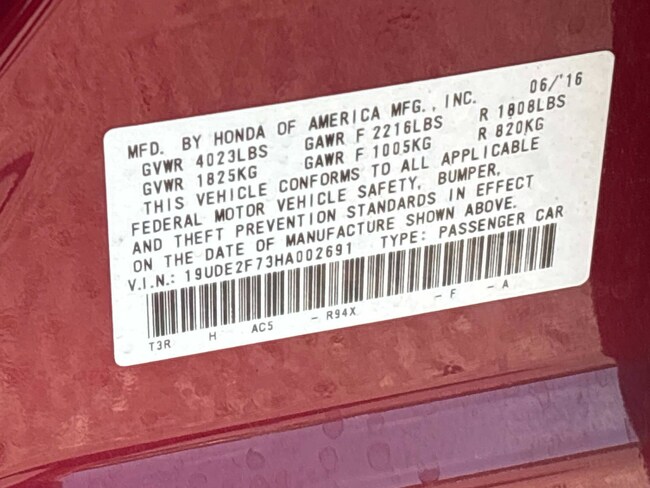 06/'16
MFD. BY HONDA OF AMERICA MFG., INC.
GVWR 4023LBS GAWR F 2216LBS R 1808LBS
GVWR 1825KG GAWR F 1005KG R 820KG
THIS VEHICLE CONFORMS TO ALL APPLICABLE
FEDERAL MOTOR VEHICLE SAFETY, BUMPER,
AND THEFT PREVENTION STANDARDS IN EFFECT
ON THE DATE OF MANUFACTURE SHOWN ABOVE.
V.I.N.: 19UDE2F73HA002691 TYPE: PASSENGER CAR
T3R H AC5 - R94X - F - A